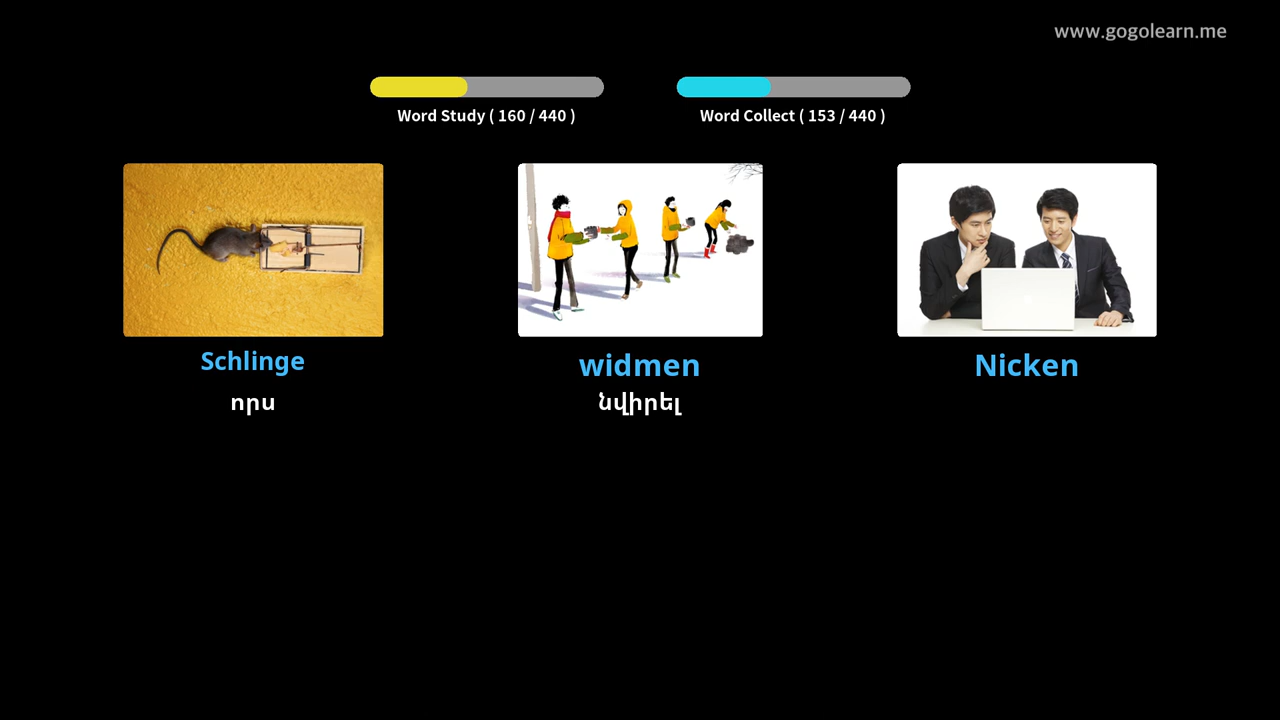 www.gogolearn.me
Word Study ( 160 / 440 )
Word Collect ( 153 / 440 )
Schlinge
որս
widmen
նվիրել
Nicken